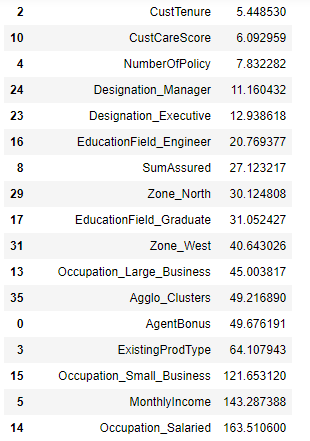 2 CustTenure 5.448530
10 CustCareScore 6.092959
4 NumberOfPolicy 7.832282
24 Designation_Manager 11.160432
23 Designation_Executive 12.938618
16 EducationField_Engineer 20.769377
8 SumAssured 27.123217
29 Zone_North 30.124808
17 EducationField_Graduate 31.052427
31 Zone_West 40.643026
13 Occupation_Large_Business 45.003817
35 Agglo_Clusters 49.216890
0 AgentBonus 49.676191
3 ExistingProdType 64.107943
15 Occupation_Small_Business 121.653120
5 MonthlyIncome 143.287388
14 Occupation_Salaried 163.510600